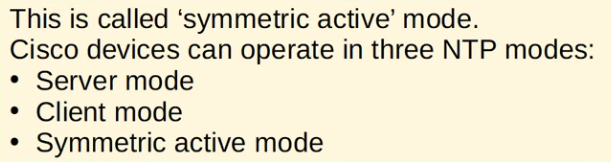 This is called ‘symmetric active’ mode.
Cisco devices can operate in three NTP modes:
• Server mode
• Client mode
• Symmetric active mode